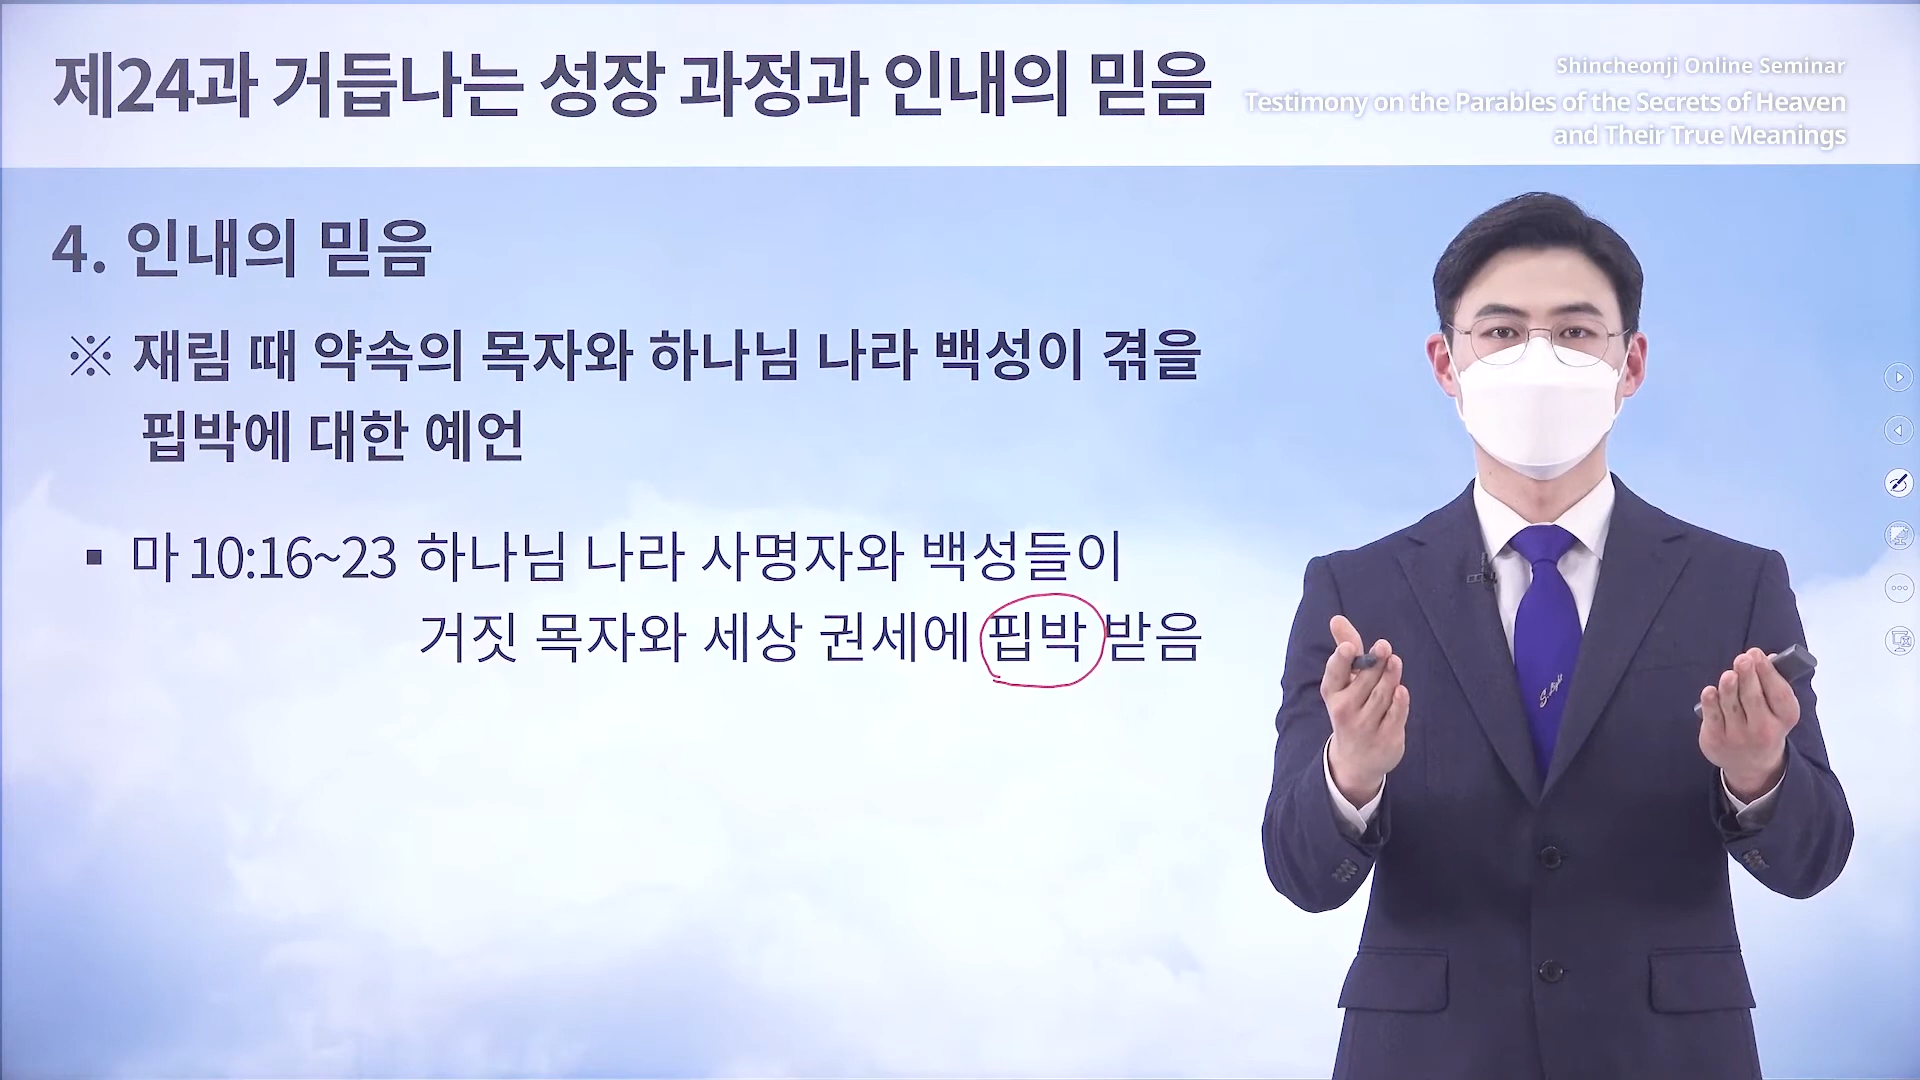 제24과 거듭나는 성장 과정과 인내의 믿음
Shincheonji Online Seminar
Testimony on the Parables of the Secrets of Heaven
and Their True Meanings
4. 인내의 믿음
※ 재림 때 약속의 목자와 하나님 나라 백성이 겪을
핍박에 대한 예언
▪ 마 10:16~23 하나님 나라 사명자와 백성들이
거짓 목자와 세상 권세에 핍박 받음